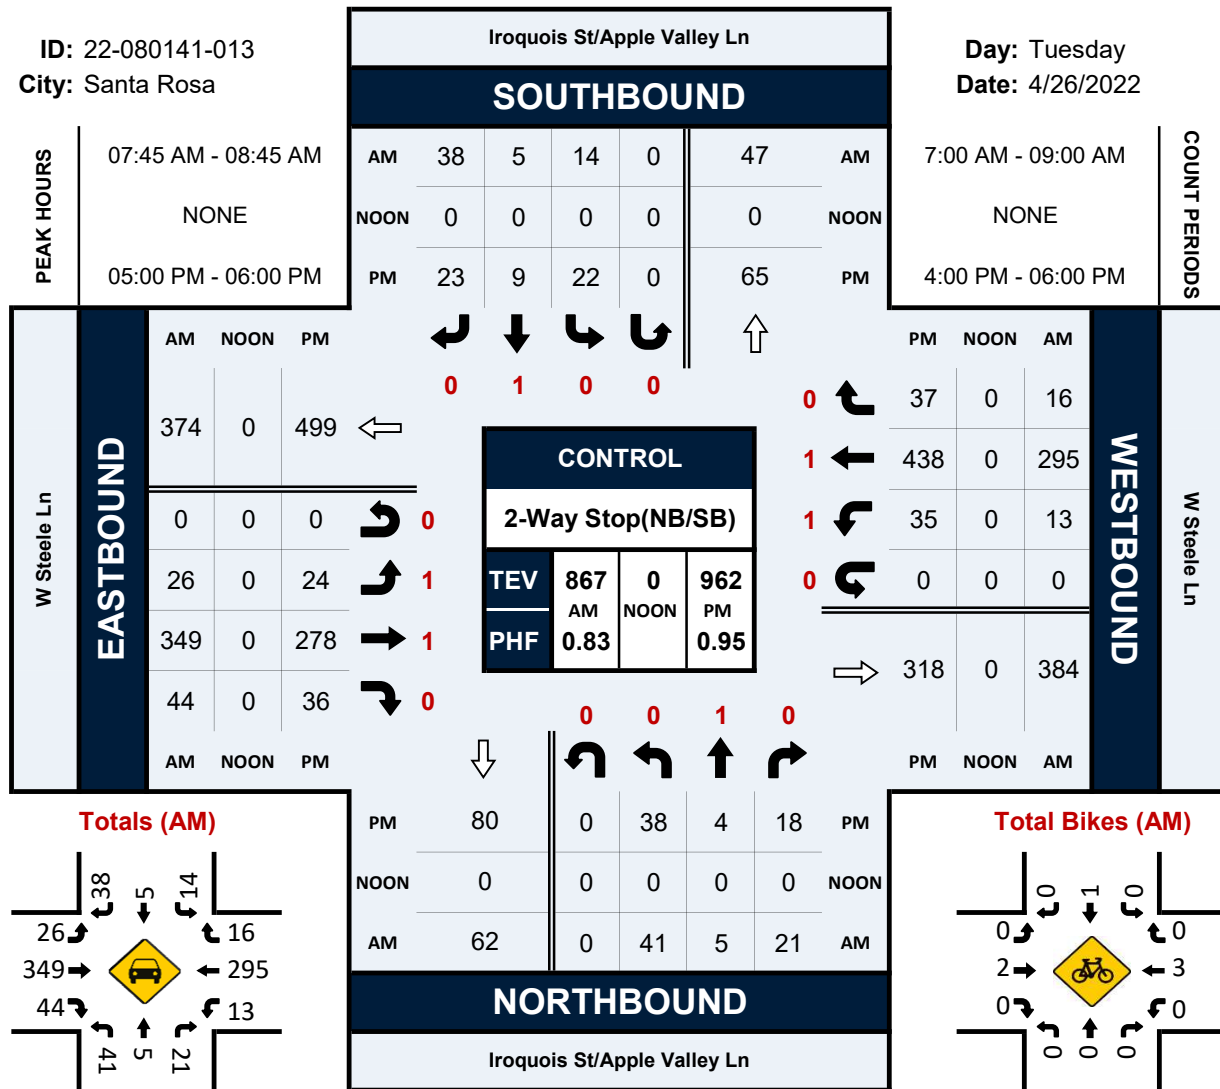 ID: 22-080141-013
City: Santa Rosa
Iroquois St/Apple Valley Ln
Day: Tuesday
Date: 4/26/2022
SOUTHBOUND
PEAK HOURS
07:45 AM - 08:45 AM
NONE
05:00 PM - 06:00 PM
AM 38 5 14 0 47 AM
NOON 0 0 0 0 0 NOON
PM 23 9 22 0 65 PM
7:00 AM - 09:00 AM
NONE
4:00 PM - 06:00 PM
COUNT PERIODS
0 1 0 0
W Steele Ln
EASTBOUND
AM NOON PM
374 0 499
0 0 0 0
26 0 24 1
349 0 278 1
44 0 36 0
AM NOON PM
CONTROL
2-Way Stop(NB/SB)
TEV 867 0 962
AM NOON PM
PHF 0.83 0.95
PM NOON AM
0 37 0 16
1 438 0 295
1 35 0 13
0 0 0 0
318 0 384
PM NOON AM
WESTBOUND
W Steele Ln
0 0 1 0
PM 80 0 38 4 18 PM
NOON 0 0 0 0 0 NOON
AM 62 0 41 5 21 AM
NORTHBOUND
Iroquois St/Apple Valley Ln
Totals (AM)
38 5 14
26 16
349 295
44 13
41 5 21
Total Bikes (AM)
0 1 0
0 0
2 3
0 0
0 0 0